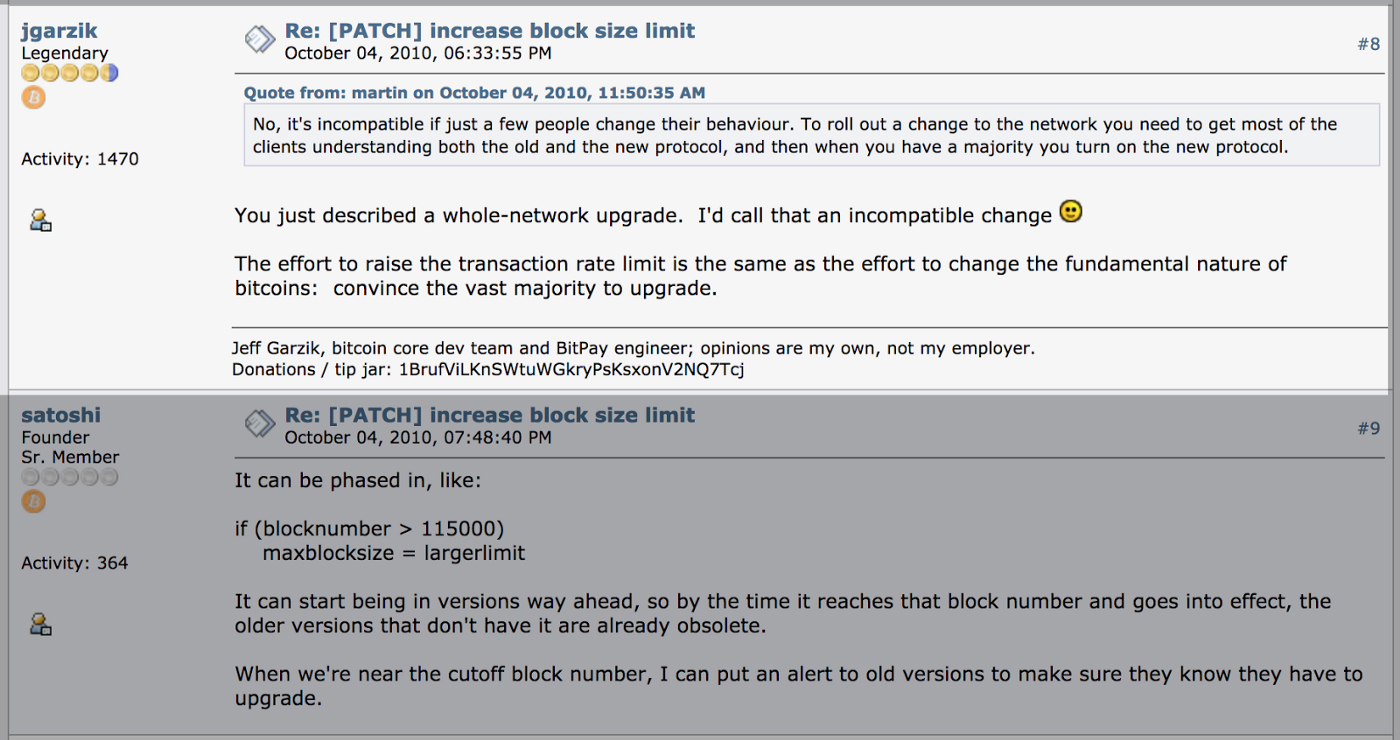 jgarzik
Legendary
Activity: 1470
Re: [PATCH] increase block size limit
October 04, 2010, 06:33:55 PM
#8
Quote from: martin on October 04, 2010, 11:50:35 AM
No, it's incompatible if just a few people change their behaviour. To roll out a change to the network you need to get most of the
clients understanding both the old and the new protocol, and then when you have a majority you turn on the new protocol.
You just described a whole-network upgrade.  I'd call that an incompatible change
The effort to raise the transaction rate limit is the same as the effort to change the fundamental nature of
bitcoins:  convince the vast majority to upgrade.
Jeff Garzik, bitcoin core dev team and BitPay engineer; opinions are my own, not my employer.
Donations / tip jar: 1BrufViLKnSWtuWGkryPsKsxonV2NQ7Tcj
satoshi
Founder
Sr. Member
Activity: 364
Re: [PATCH] increase block size limit
October 04, 2010, 07:48:40 PM
#9
It can be phased in, like:
if (blocknumber > 115000)
maxblocksize = largerlimit
It can start being in versions way ahead, so by the time it reaches that block number and goes into effect, the
older versions that don't have it are already obsolete.
When we're near the cutoff block number, I can put an alert to old versions to make sure they know they have to
upgrade.